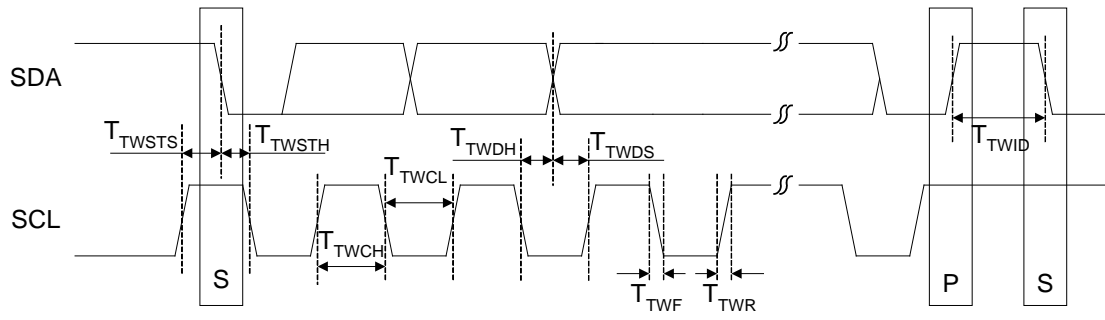 SDA
T_TWSTS
T_TWSTH
T_TWDH
T_TWDS
T_TWID
T_TWCL
SCL
T_TWCH
S
T_TWF
T_TWR
P
S